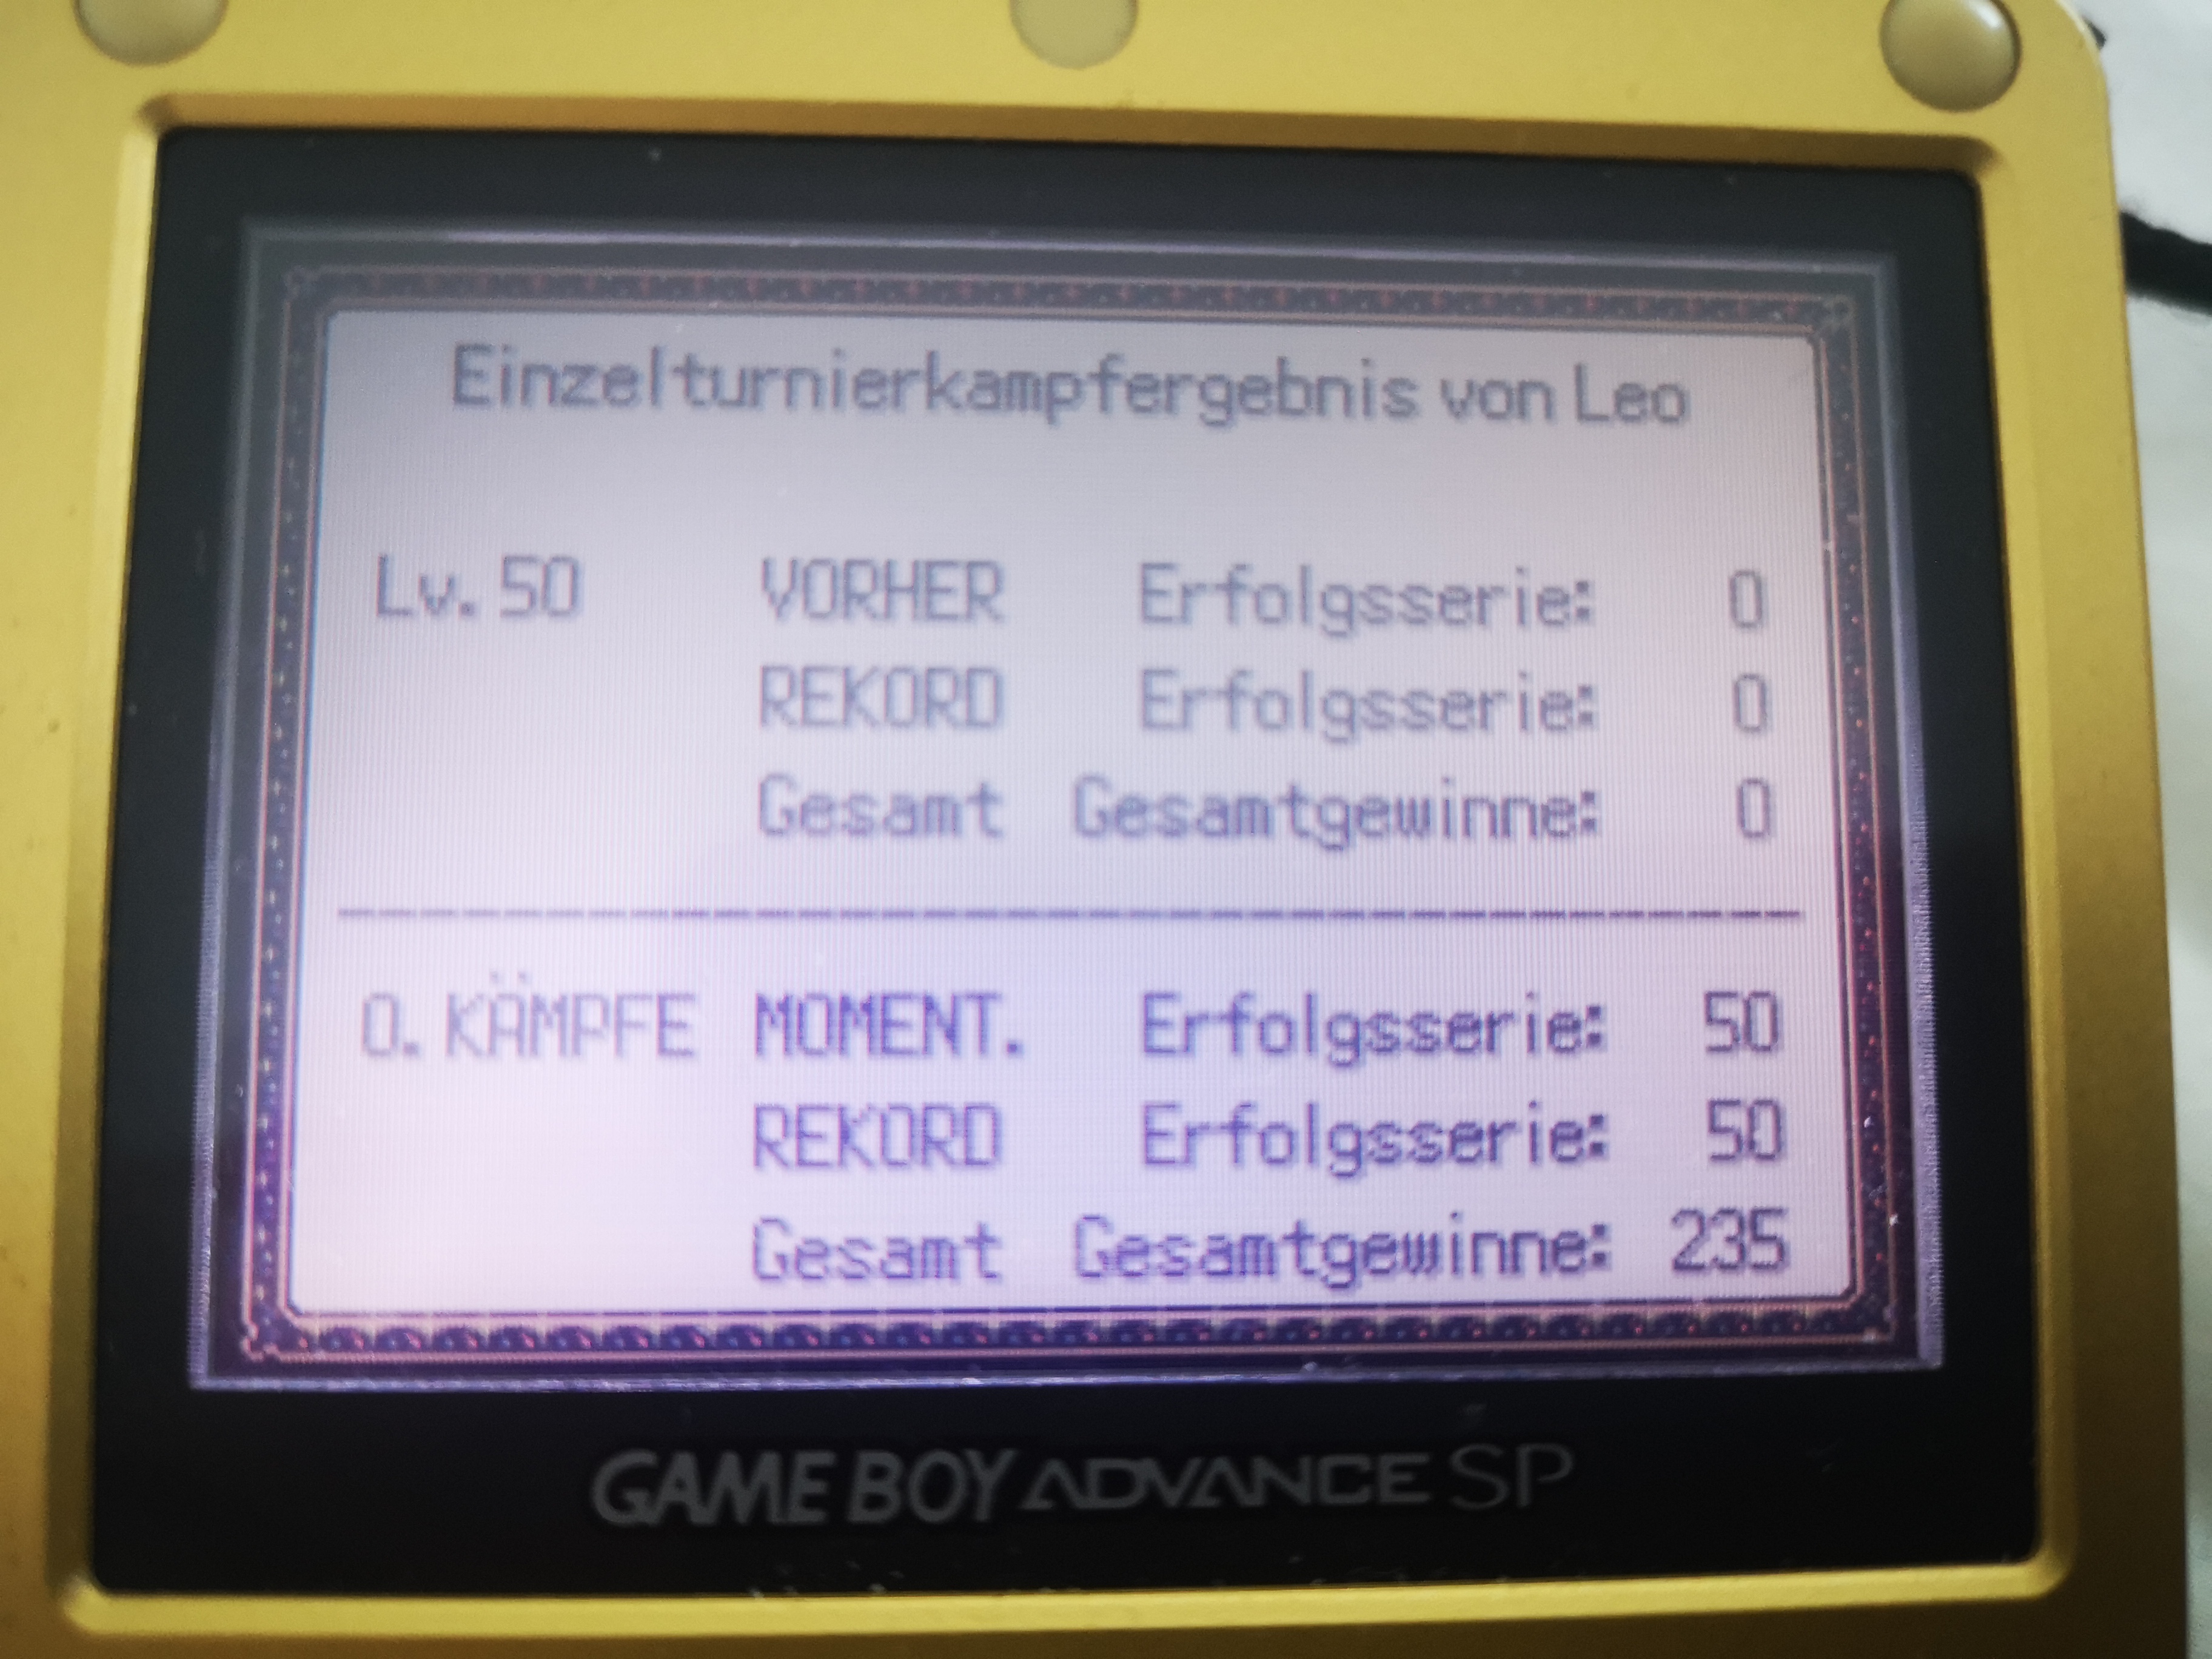 Einzelturnierkampfergebnis von Leo
Lv. 50 VORHER Erfolgsserie: 0
REKORD Erfolgsserie: 0
Gesamt Gesamtgewinne: 0
O. KÄMPFE MOMENT. Erfolgsserie: 50
REKORD Erfolgsserie: 50
Gesamt Gesamtgewinne: 235
GAME BOY ADVANCE SP